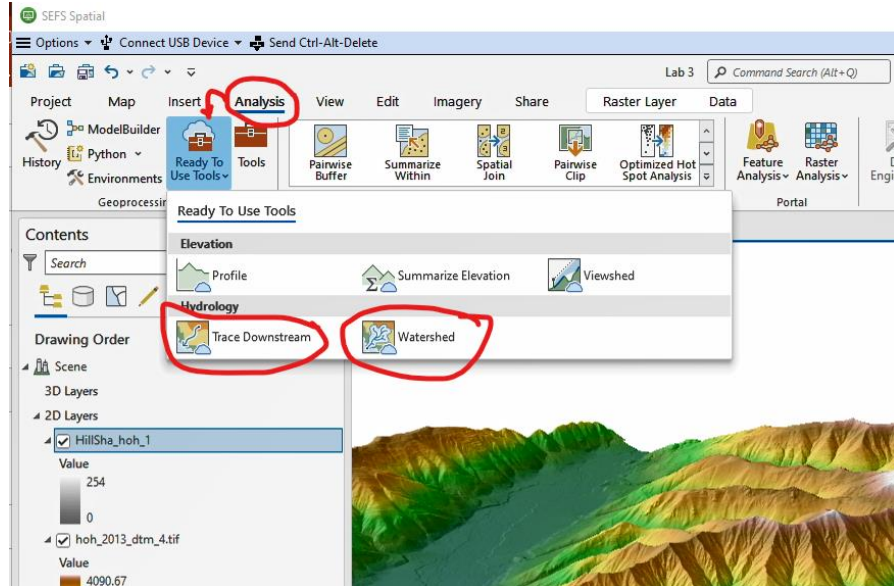 SEFS Spatial
Options Connect USB Device Send Ctrl-Alt-Delete
Lab 3 Command Search (Alt+Q)
Project Map Insert Analysis View Edit Imagery Share Raster Layer Data
History
ModelBuilder
Python
Environments
Ready To
Use Tools
Tools
Pairwise
Buffer
Summarize
Within
Spatial
Join
Pairwise
Clip
Optimized Hot
Spot Analysis
Feature
Analysis
Raster
Analysis
Portal
Ready To Use Tools
Elevation
Profile Summarize Elevation Viewshed
Hydrology
Trace Downstream Watershed
Contents
Search
Drawing Order
Scene
3D Layers
2D Layers
HillSha_hoh_1
Value
254
0
hoh_2013_dtm_4.tif
Value
4090.67